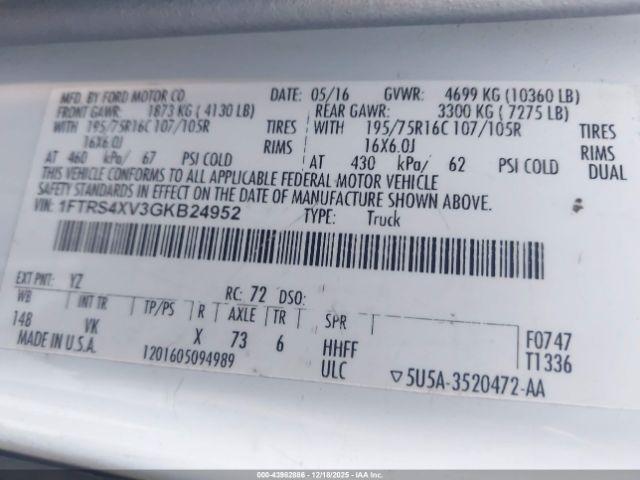 MFD. BY FORD MOTOR CO. DATE: 05/16 GVWR: 4699 KG (10360 LB)
FRONT GAWR: 1873 KG ( 4130 LB) REAR GAWR: 3300 KG ( 7275 LB)
WITH 195/75R16C 107/105R TIRES WITH 195/75R16C 107/105R TIRES
16X6.0J RIMS 16X6.0J RIMS
AT 460 kPa/ 67 PSI COLD AT 430 kPa/ 62 PSI COLD DUAL
THIS VEHICLE CONFORMS TO ALL APPLICABLE FEDERAL MOTOR VEHICLE
SAFETY STANDARDS IN EFFECT ON THE DATE OF MANUFACTURE SHOWN ABOVE.
VIN: 1FTRS4XV3GKB24952 TYPE: Truck
EXT PNT: YZ RC: 72 DSO:
WB INT TR TP/PS R AXLE TR SPR F0747
148 VK X 73 6 HHFF T1336
MADE IN U.S.A. 1201605094989 ULC ▽5U5A-3520472-AA
000-43982886 - 12/18/2025 - IAAI.com